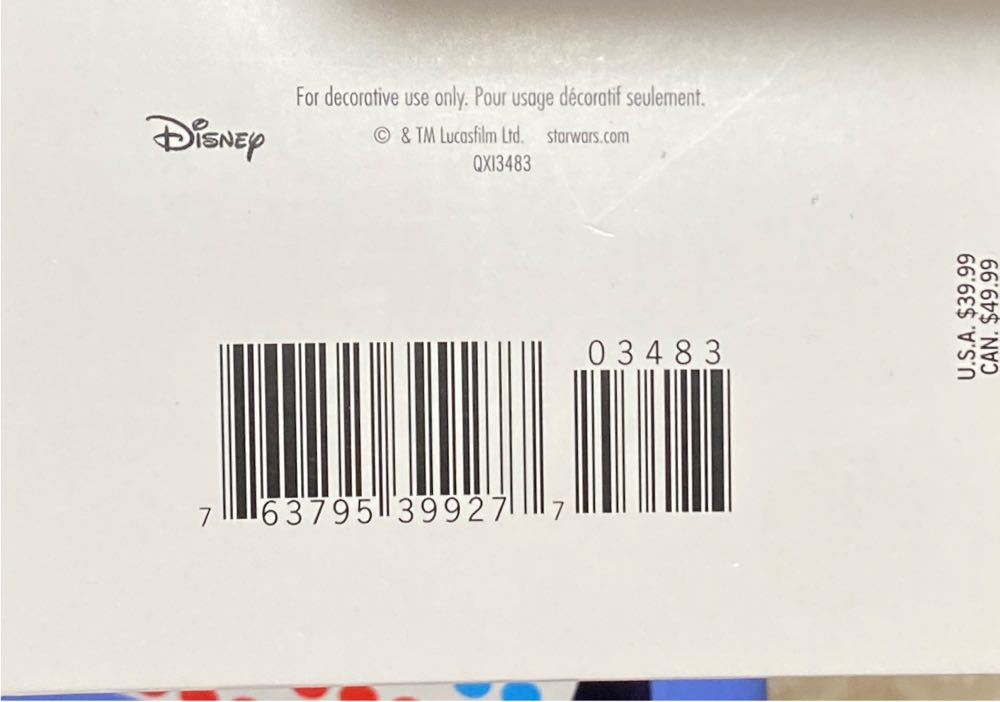 For decorative use only. Pour usage décoratif seulement.
Disney
© & TM Lucasfilm Ltd. starwars.com
QXI3483
U.S.A. $39.99
CAN. $49.99
03483
7 63795 39927 7